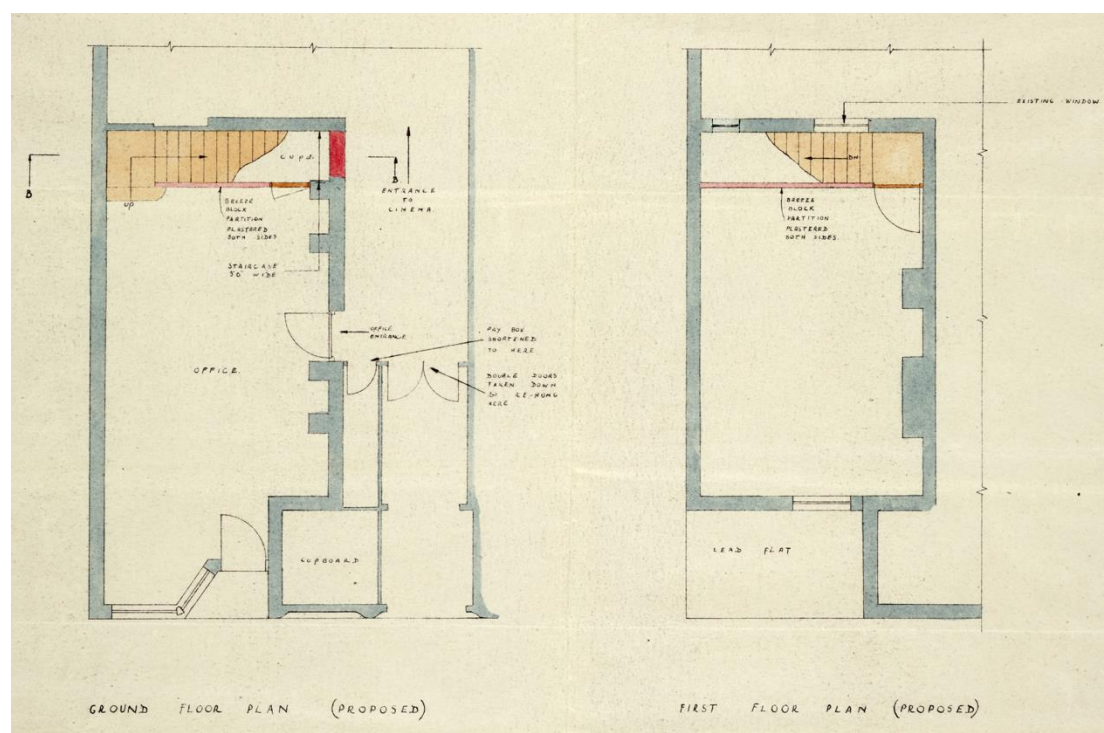 EXISTING WINDOW
CUPD.
B
B
ENTRANCE
TO
CINEMA.
UP
BREEZE
BLOCK
PARTITION
PLASTERED
BOTH SIDES
STAIRCASE
3'0" WIDE
OFFICE
ENTRANCE
PAY BOX
SHORTENED
TO HERE
DOUBLE DOORS
TAKEN DOWN
& RE-HUNG
HERE
OFFICE.
CUPBOARD
DN
BREEZE
BLOCK
PARTITION
PLASTERED
BOTH SIDES.
LEAD FLAT
GROUND FLOOR PLAN (PROPOSED)
FIRST FLOOR PLAN (PROPOSED)